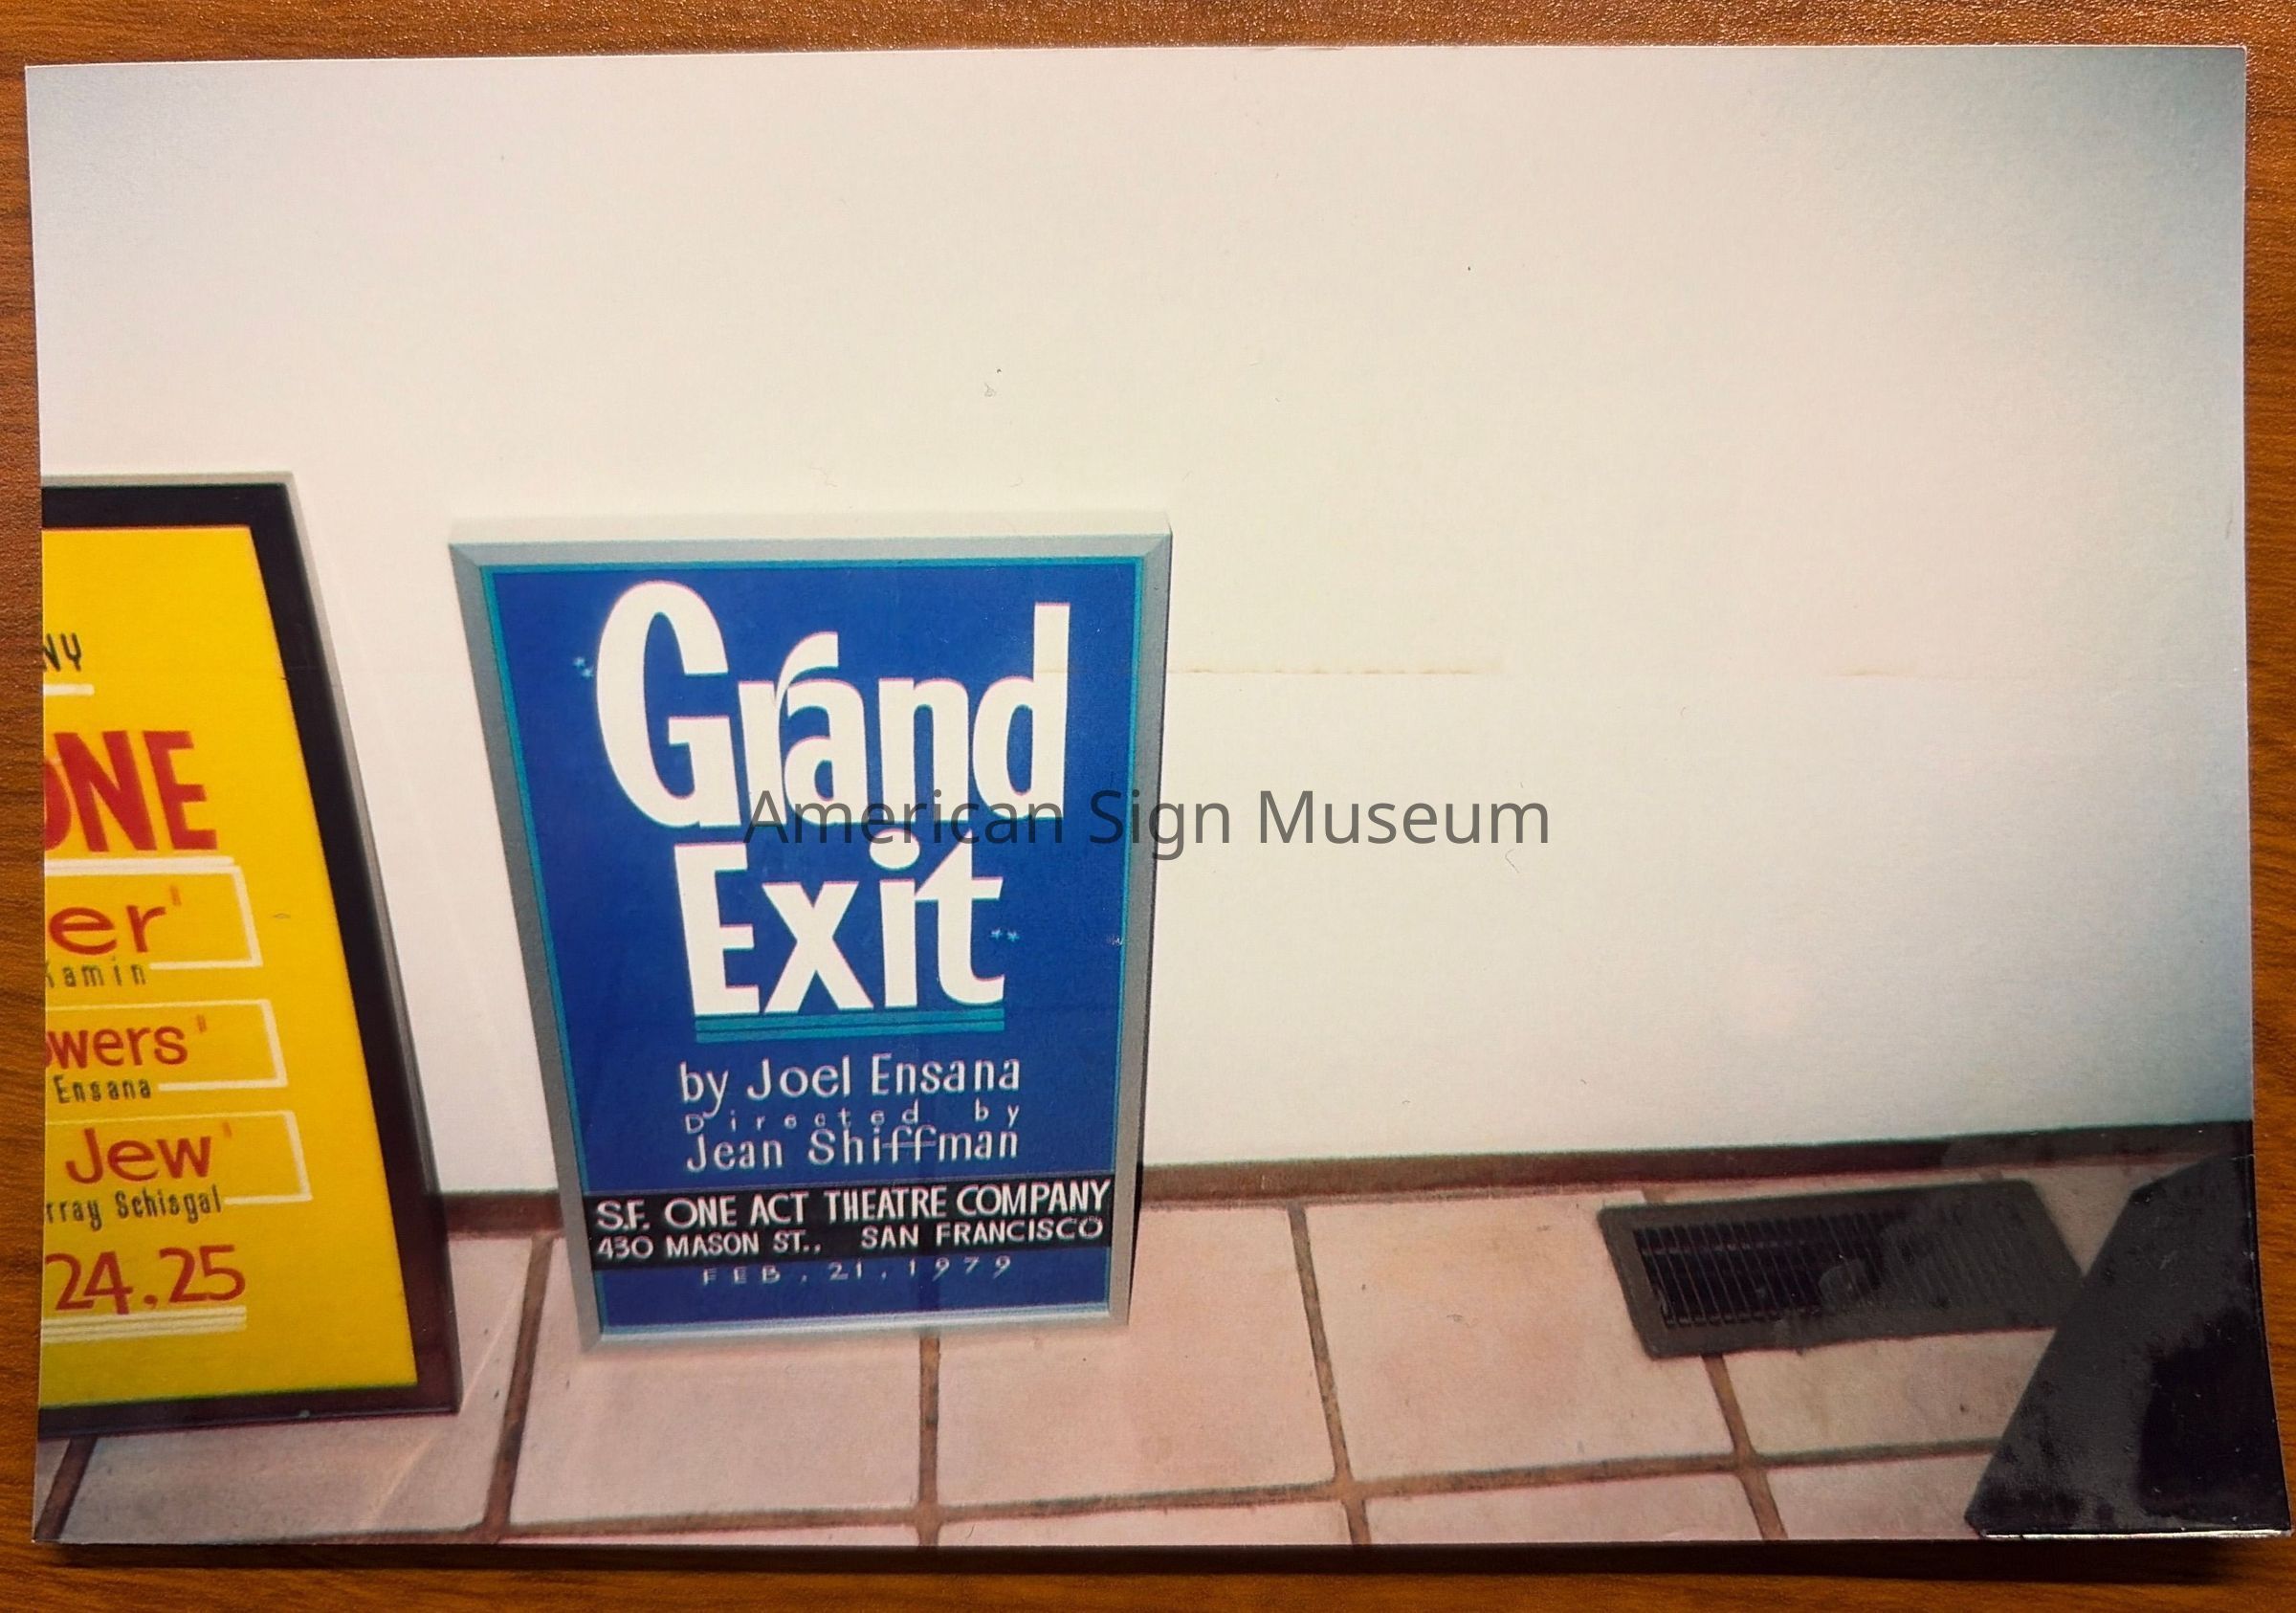 NY
ONE
er"
Kamin
owers"
Ensana
Jew"
rray Schisgal
24.25
Grand
Exit
by Joel Ensana
Directed by
Jean Shiffman
S.F. ONE ACT THEATRE COMPANY
430 MASON ST., SAN FRANCISCO
FEB. 21, 1979
American Sign Museum